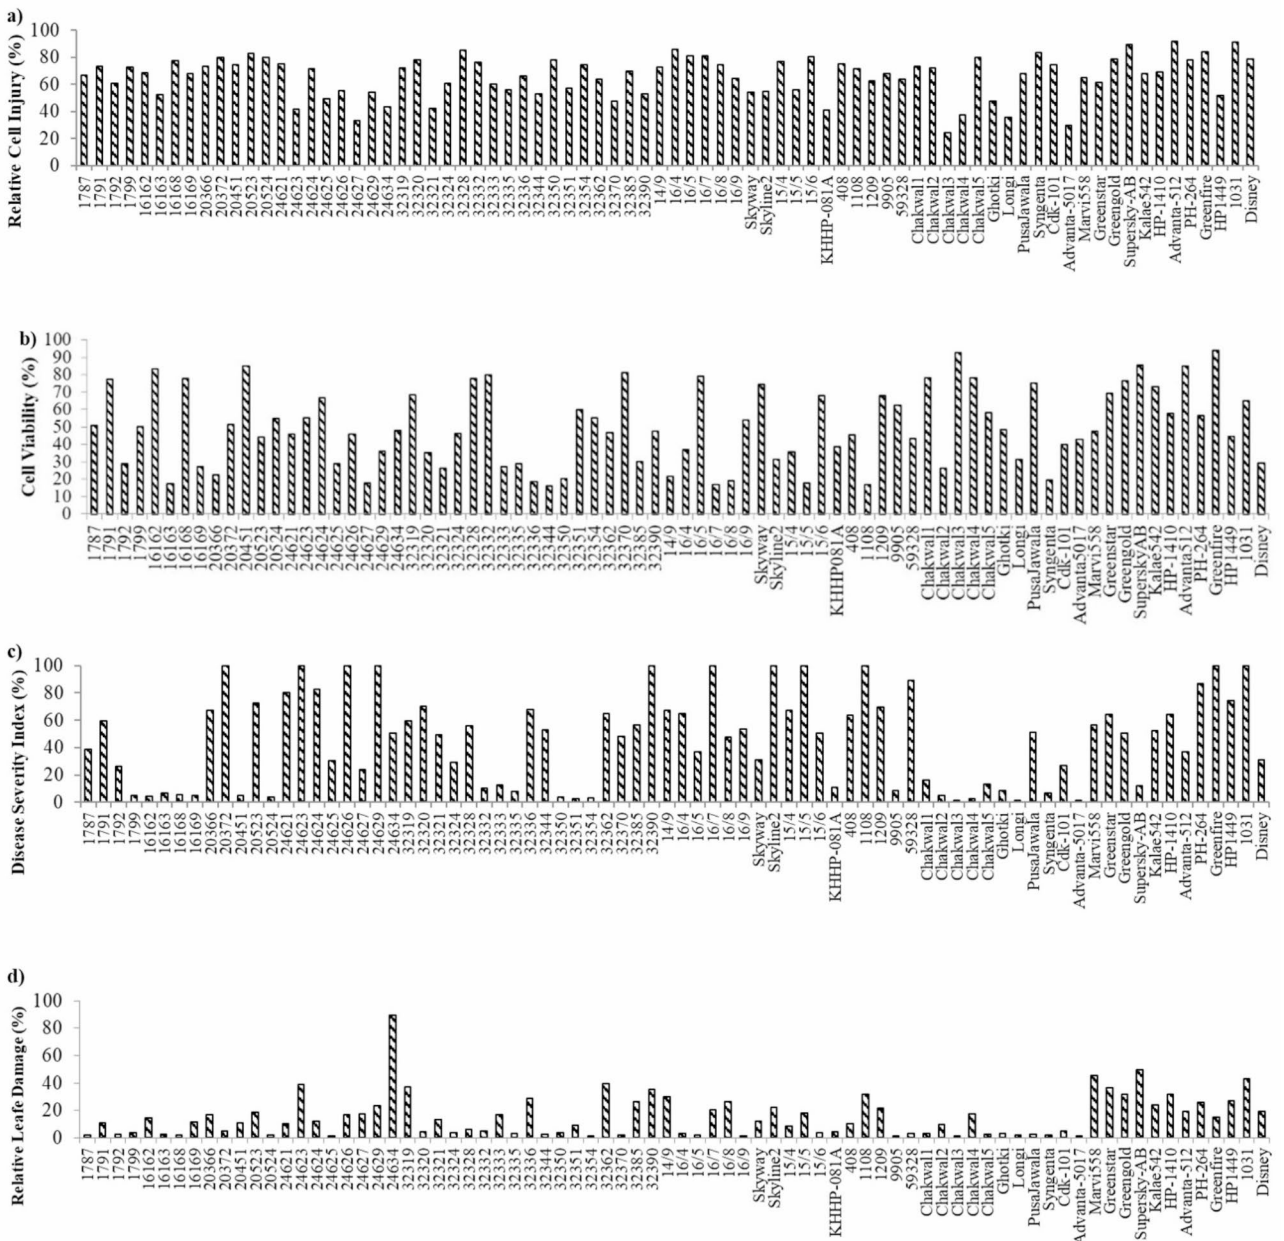 a)
Relative Cell Injury (%)
100
80
60
40
20
0
1787 1791 1792 1799 16162 16163 16168 16169 20366 20372 20451 20523 20524 24621 24623 24624 24625 24626 24627 24629 24634 32319 32320 32321 32324 32328 32332 32333 32335 32336 32344 32350 32351 32354 32362 32370 32385 32390 14/9 16/4 16/5 16/7 16/8 16/9 Skyway Skyline2 15/4 15/5 15/6 KHHP-081A 408 1108 1209 9905 59328 Chakwal1 Chakwal2 Chakwal3 Chakwal4 Chakwal5 Ghotki Longi PusaJawala Syngenta Cdk-101 Advanta-5017 Marvi558 Greenstar Greengold Supersky-AB Kalae542 HP-1410 Advanta-512 PH-264 Greenfire HP1449 1031 Disney
b)
Cell Viability (%)
100
90
80
70
60
50
40
30
20
10
0
1787 1791 1792 1799 16162 16163 16168 16169 20366 20372 20451 20523 20524 24621 24623 24624 24625 24626 24627 24629 24634 32319 32320 32321 32324 32328 32332 32333 32335 32336 32344 32350 32351 32354 32362 32370 32385 32390 14/9 16/4 16/5 16/7 16/8 16/9 Skyway Skyline2 15/4 15/5 15/6 KHHP081A 408 1108 1209 9905 59328 Chakwal1 Chakwal2 Chakwal3 Chakwal4 Chakwal5 Ghotki Longi PusaJawala Syngenta Cdk-101 Advanta5017 Marvi558 Greenstar Greengold SuperskyAB Kalae542 HP-1410 Advanta512 PH-264 Greenfire HP1449 1031 Disney
c)
Disease Severity Index (%)
100
80
60
40
20
0
1787 1791 1792 1799 16162 16163 16168 16169 20366 20372 20451 20523 20524 24621 24623 24624 24625 24626 24627 24629 24634 32319 32320 32321 32324 32328 32332 32333 32335 32336 32344 32350 32351 32354 32362 32370 32385 32390 14/9 16/4 16/5 16/7 16/8 16/9 Skyway Skyline2 15/4 15/5 15/6 KHHP-081A 408 1108 1209 9905 59328 Chakwal1 Chakwal2 Chakwal3 Chakwal4 Chakwal5 Ghotki Longi PusaJawala Syngenta Cdk-101 Advanta-5017 Marvi558 Greenstar Greengold Supersky-AB Kalae542 HP-1410 Advanta-512 PH-264 Greenfire HP1449 1031 Disney
d)
Relative Leafe Damage (%)
100
80
60
40
20
0
1787 1791 1792 1799 16162 16163 16168 16169 20366 20372 20451 20523 20524 24621 24623 24624 24625 24626 24627 24629 24634 32319 32320 32321 32324 32328 32332 32333 32335 32336 32344 32350 32351 32354 32362 32370 32385 32390 14/9 16/4 16/5 16/7 16/8 16/9 Skyway Skyline2 15/4 15/5 15/6 KHHP-081A 408 1108 1209 9905 59328 Chakwal1 Chakwal2 Chakwal3 Chakwal4 Chakwal5 Ghotki Longi PusaJawala Syngenta Cdk-101 Advanta-5017 Marvi558 Greenstar Greengold Supersky-AB Kalae542 HP-1410 Advanta-512 PH-264 Greenfire HP1449 1031 Disney